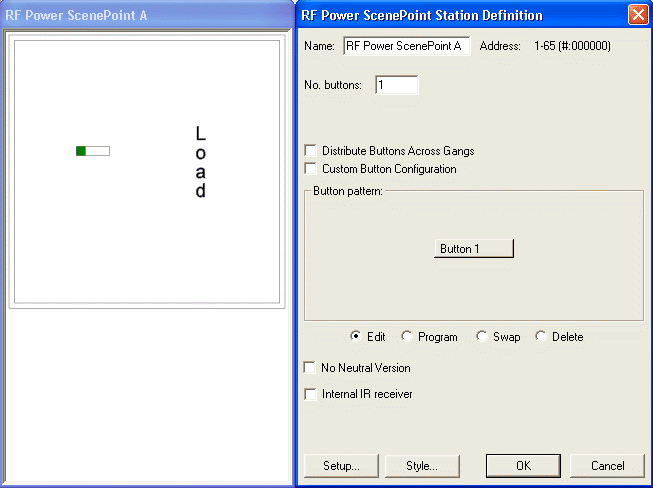 RF Power ScenePoint A
Load
RF Power ScenePoint Station Definition
Name: RF Power ScenePoint A Address: 1-65 (#:000000)
No. buttons: 1
Distribute Buttons Across Gangs
Custom Button Configuration
Button pattern:
Button 1
Edit Program Swap Delete
No Neutral Version
Internal IR receiver
Setup... Style... OK Cancel